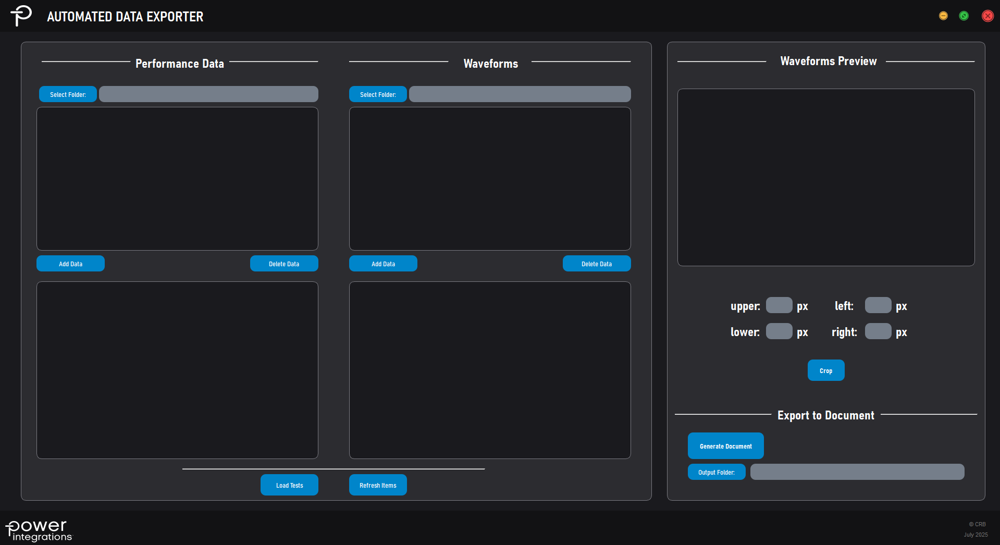 AUTOMATED DATA EXPORTER
Performance Data
Waveforms
Waveforms Preview
Select Folder:
Select Folder:
Add Data
Delete Data
Add Data
Delete Data
upper: px
left: px
lower: px
right: px
Crop
Export to Document
Generate Document
Output Folder:
Load Tests
Refresh Items
power
integrations
© CRB
July 2025